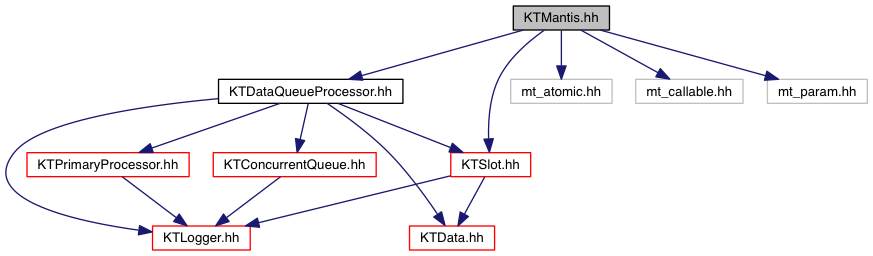 KTMantis.hh
KTDataQueueProcessor.hh
mt_atomic.hh
mt_callable.hh
mt_param.hh
KTPrimaryProcessor.hh
KTConcurrentQueue.hh
KTSlot.hh
KTLogger.hh
KTData.hh